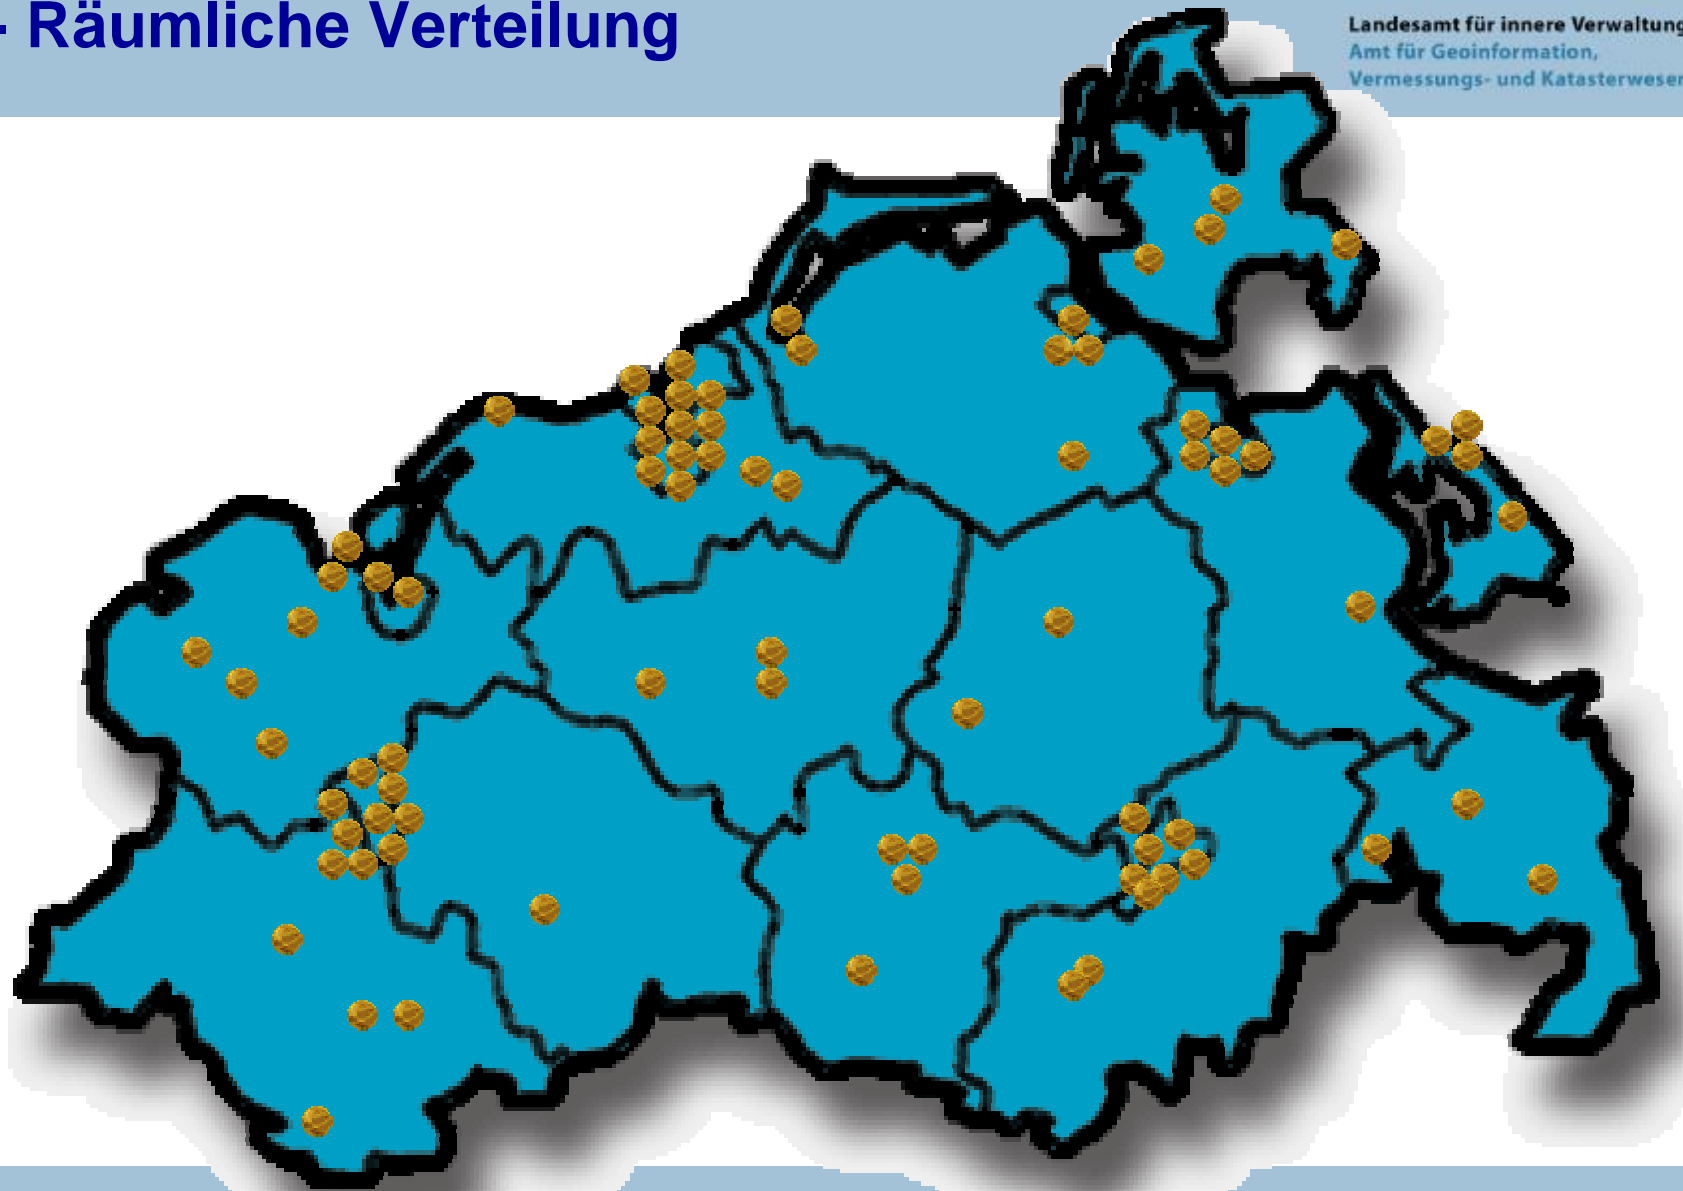 - Räumliche Verteilung
Landesamt für innere Verwaltung
Amt für Geoinformation,
Vermessungs- und Katasterwesen